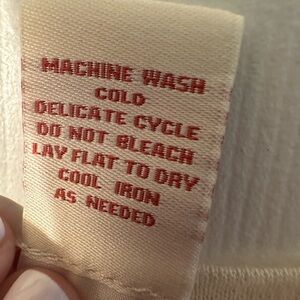 MACHINE WASH
COLD
DELICATE CYCLE
DO NOT BLEACH
LAY FLAT TO DRY
COOL IRON
AS NEEDED